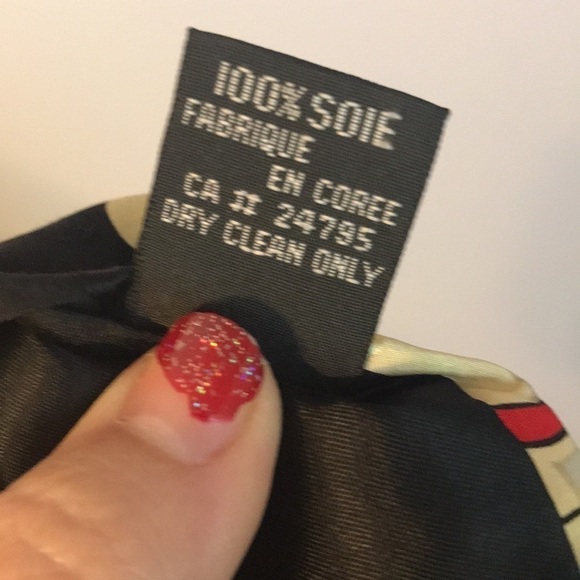 100% SOIE
FABRIQUE
EN COREE
CA # 24795
DRY CLEAN ONLY